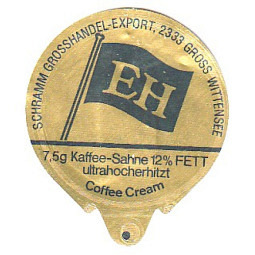 SCHRAMM GROSSHANDEL-EXPORT, 2333 GROSS WITTENSEE
EH
7,5g Kaffee-Sahne 12% FETT
ultrahocherhitzt
Coffee Cream